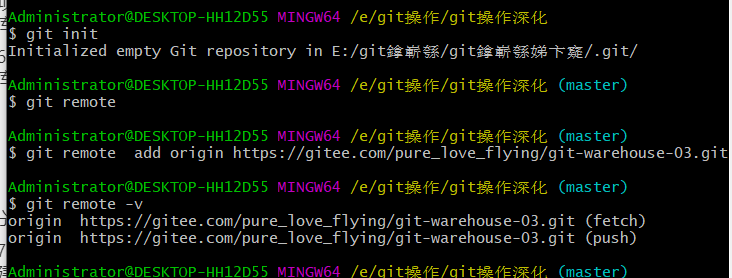 Administrator@DESKTOP-HH12D55 MINGW64 /e/git操作/git操作深化
$ git init
Initialized empty Git repository in E:/git鎿嶄綔/git鎿嶄綔娣卞寲/.git/
Administrator@DESKTOP-HH12D55 MINGW64 /e/git操作/git操作深化 (master)
$ git remote
Administrator@DESKTOP-HH12D55 MINGW64 /e/git操作/git操作深化 (master)
$ git remote  add origin https://gitee.com/pure_love_flying/git-warehouse-03.git
Administrator@DESKTOP-HH12D55 MINGW64 /e/git操作/git操作深化 (master)
$ git remote -v
origin  https://gitee.com/pure_love_flying/git-warehouse-03.git (fetch)
origin  https://gitee.com/pure_love_flying/git-warehouse-03.git (push)
Administrator@DESKTOP-HH12D55 MINGW64 /e/git操作/git操作深化 (master)